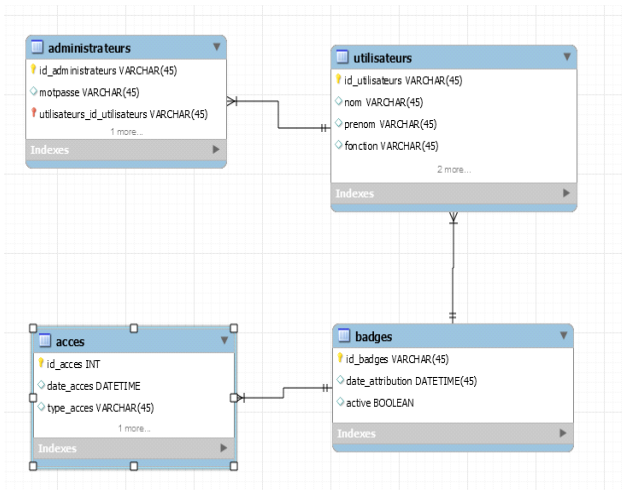 administrateurs
id_administrateurs VARCHAR(45)
motpasse VARCHAR(45)
utilisateurs_id_utilisateurs VARCHAR(45)
1 more...
Indexes
utilisateurs
id_utilisateurs VARCHAR(45)
nom VARCHAR(45)
prenom VARCHAR(45)
fonction VARCHAR(45)
2 more...
Indexes
acces
id_acces INT
date_acces DATETIME
type_acces VARCHAR(45)
1 more...
Indexes
badges
id_badges VARCHAR(45)
date_attribution DATETIME(45)
active BOOLEAN
Indexes